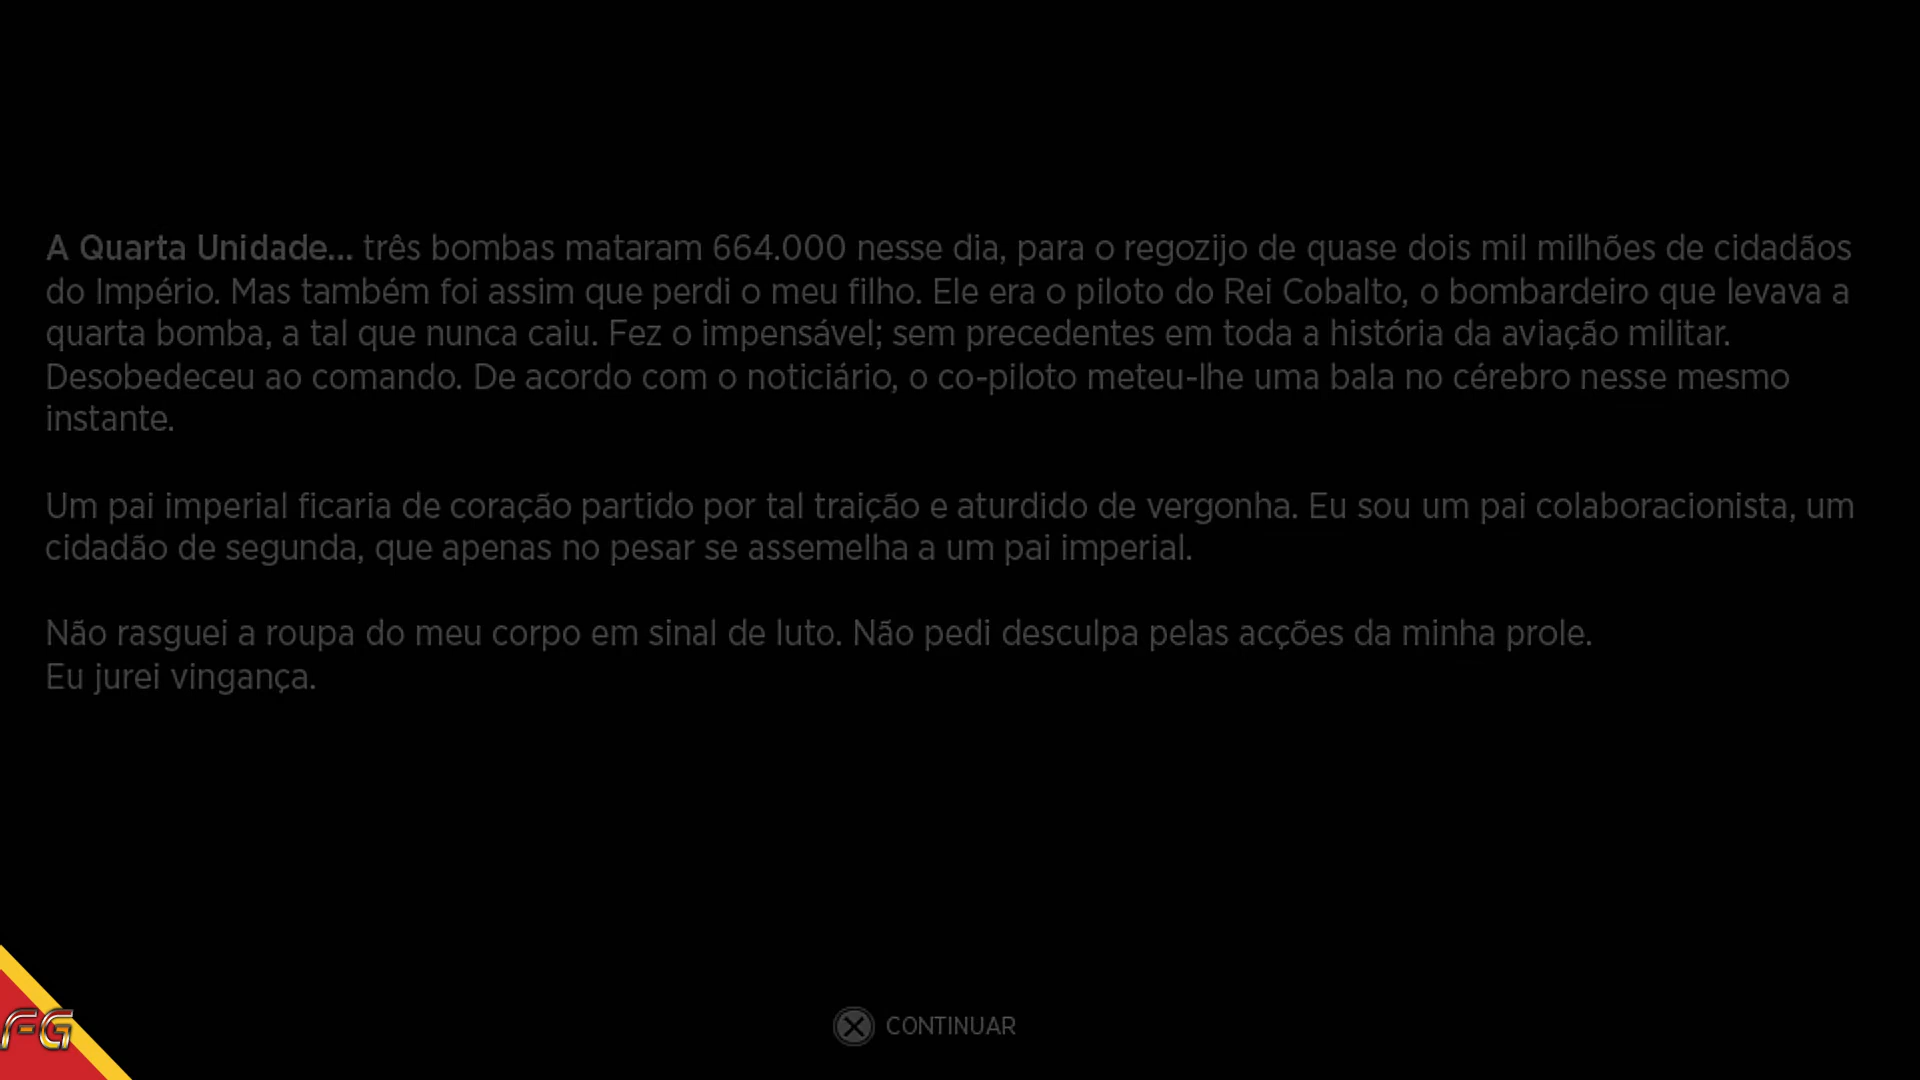 A Quarta Unidade... três bombas mataram 664.000 nesse dia, para o regozijo de quase dois mil milhões de cidadãos
do Império. Mas também foi assim que perdi o meu filho. Ele era o piloto do Rei Cobalto, o bombardeiro que levava a
quarta bomba, a tal que nunca caiu. Fez o impensável; sem precedentes em toda a história da aviação militar.
Desobedeceu ao comando. De acordo com o noticiário, o co-piloto meteu-lhe uma bala no cérebro nesse mesmo
instante.
Um pai imperial ficaria de coração partido por tal traição e aturdido de vergonha. Eu sou um pai colaboracionista, um
cidadão de segunda, que apenas no pesar se assemelha a um pai imperial.
Não rasguei a roupa do meu corpo em sinal de luto. Não pedi desculpa pelas acções da minha prole.
Eu jurei vingança.
CONTINUAR
FG